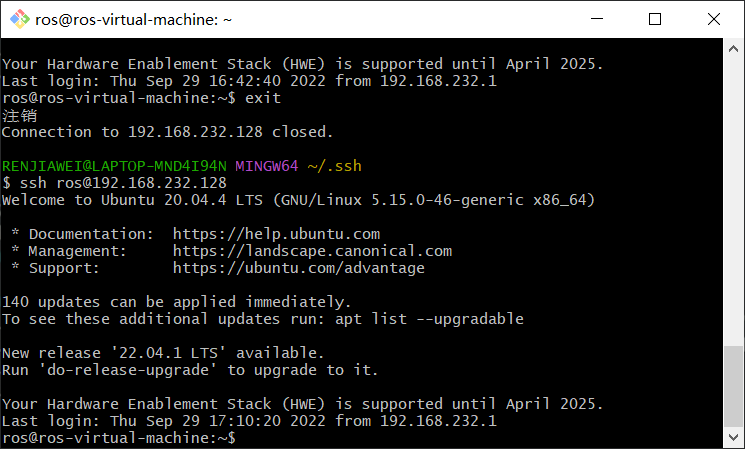 ros@ros-virtual-machine: ~
Your Hardware Enablement Stack (HWE) is supported until April 2025.
Last login: Thu Sep 29 16:42:40 2022 from 192.168.232.1
ros@ros-virtual-machine:~$ exit
注销
Connection to 192.168.232.128 closed.
RENJIAWEI@LAPTOP-MND4I94N MINGW64 ~/.ssh
$ ssh ros@192.168.232.128
Welcome to Ubuntu 20.04.4 LTS (GNU/Linux 5.15.0-46-generic x86_64)
* Documentation:  https://help.ubuntu.com
* Management:     https://landscape.canonical.com
* Support:        https://ubuntu.com/advantage
140 updates can be applied immediately.
To see these additional updates run: apt list --upgradable
New release '22.04.1 LTS' available.
Run 'do-release-upgrade' to upgrade to it.
Your Hardware Enablement Stack (HWE) is supported until April 2025.
Last login: Thu Sep 29 17:10:20 2022 from 192.168.232.1
ros@ros-virtual-machine:~$